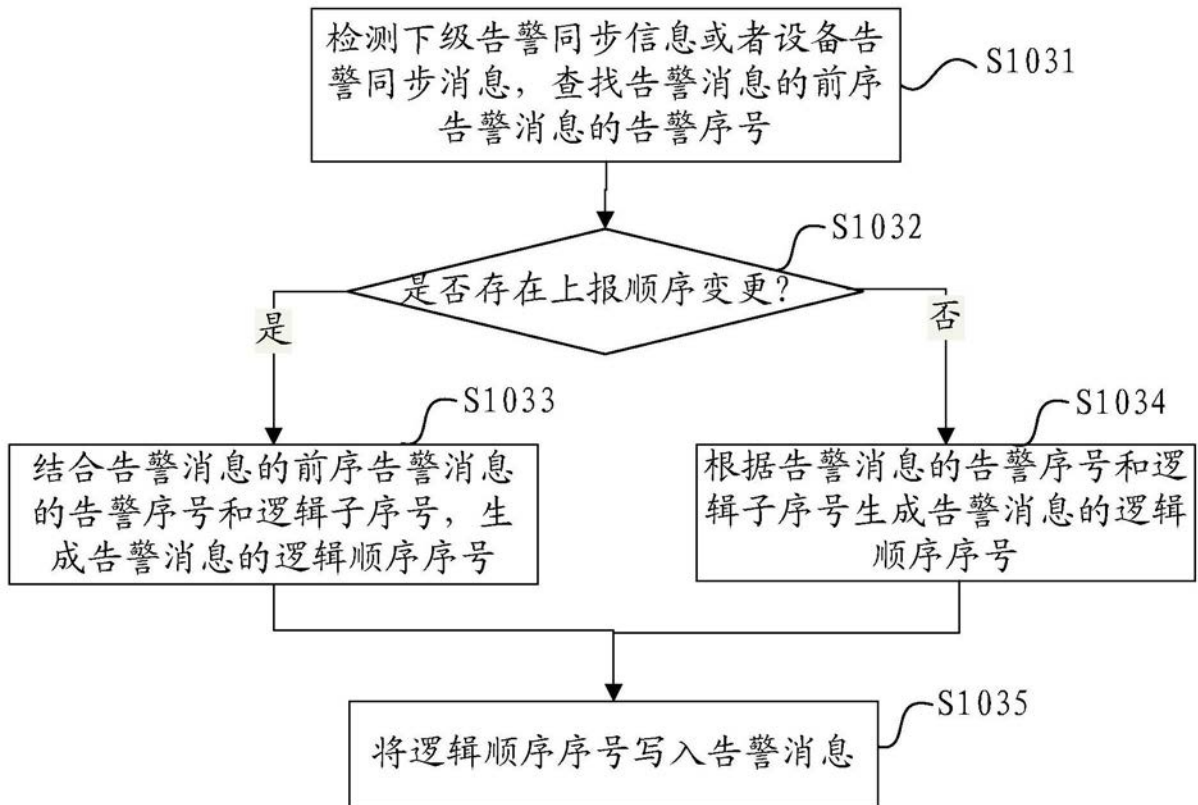 检测下级告警同步信息或者设备告
警同步消息，查找告警消息的前序
告警消息的告警序号
S1031
S1032
是否存在上报顺序变更？
是
否
S1033
S1034
结合告警消息的前序告警消息
的告警序号和逻辑子序号，生
成告警消息的逻辑顺序序号
根据告警消息的告警序号和逻
辑子序号生成告警消息的逻辑
顺序序号
S1035
将逻辑顺序序号写入告警消息